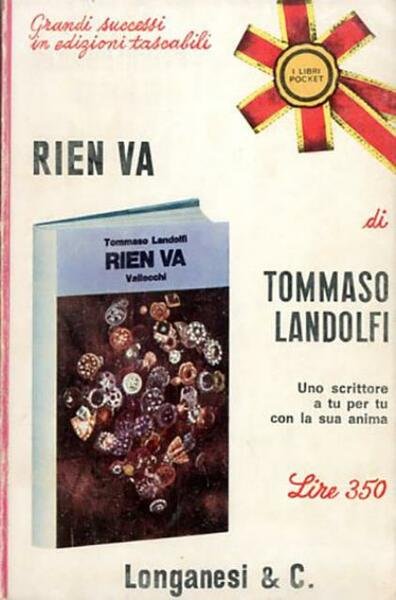 Grandi successi
in edizioni tascabili
I LIBRI
POCKET
RIEN VA
di
TOMMASO
LANDOLFI
Tommaso Landolfi
RIEN VA
Vallecchi
Uno scrittore
a tu per tu
con la sua anima
Lire 350
Longanesi & C.